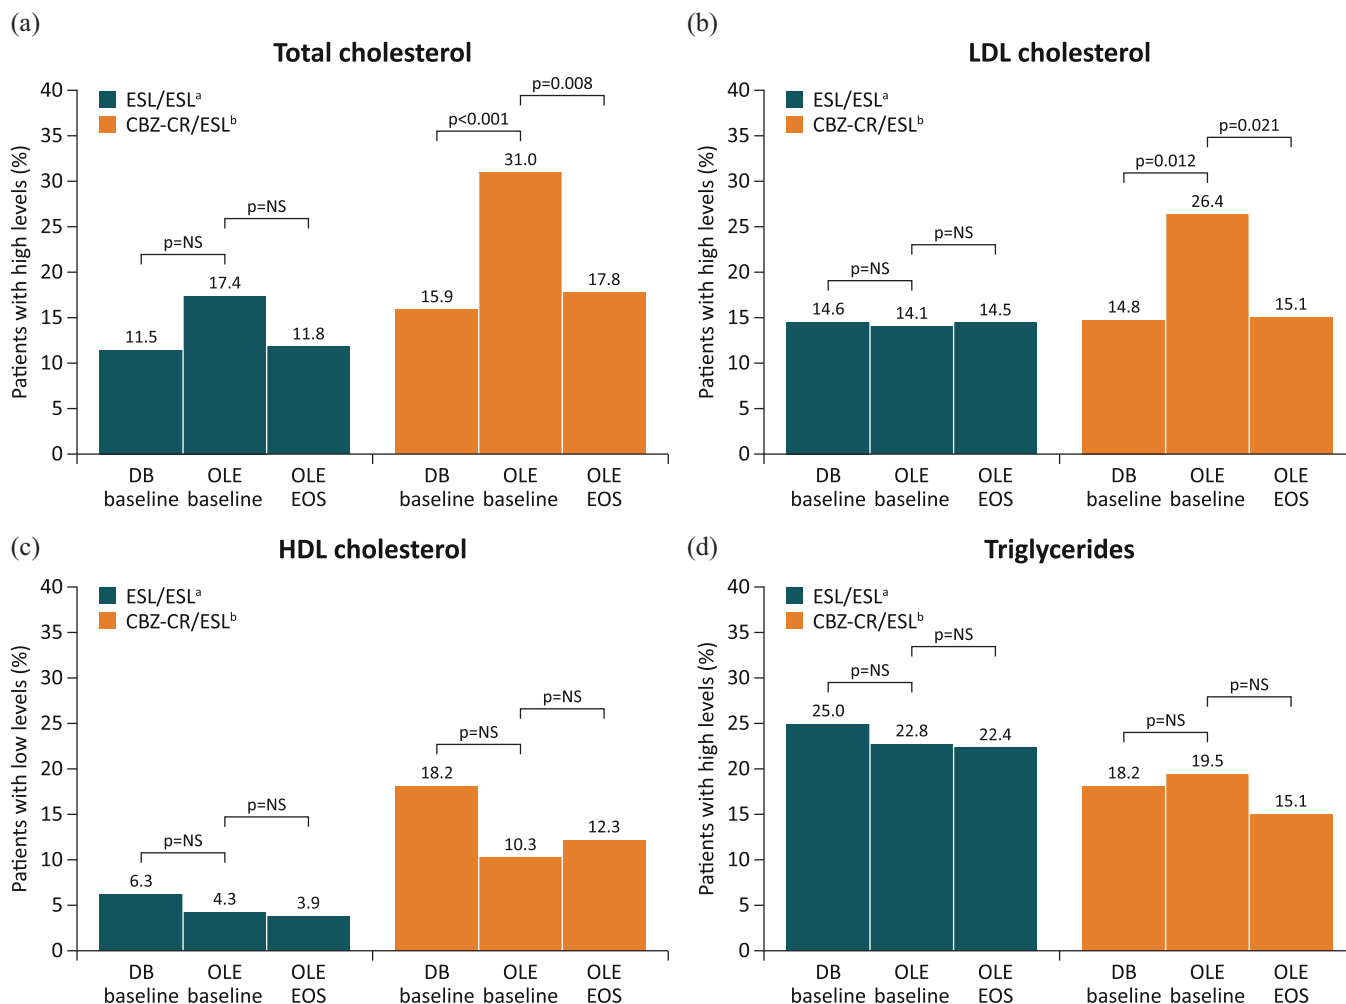 (a)
Total cholesterol
Patients with high levels (%)
40
35
30
25
20
15
10
5
0
ESL/ESLᵃ
CBZ-CR/ESLᵇ
p=NS
p=NS
p<0.001
p=0.008
11.5
17.4
11.8
15.9
31.0
17.8
DB baseline
OLE baseline
OLE EOS
DB baseline
OLE baseline
OLE EOS
(b)
LDL cholesterol
Patients with high levels (%)
40
35
30
25
20
15
10
5
0
ESL/ESLᵃ
CBZ-CR/ESLᵇ
p=NS
p=NS
p=0.012
p=0.021
14.6
14.1
14.5
14.8
26.4
15.1
DB baseline
OLE baseline
OLE EOS
DB baseline
OLE baseline
OLE EOS
(c)
HDL cholesterol
Patients with low levels (%)
40
35
30
25
20
15
10
5
0
ESL/ESLᵃ
CBZ-CR/ESLᵇ
p=NS
p=NS
p=NS
p=NS
6.3
4.3
3.9
18.2
10.3
12.3
DB baseline
OLE baseline
OLE EOS
DB baseline
OLE baseline
OLE EOS
(d)
Triglycerides
Patients with high levels (%)
40
35
30
25
20
15
10
5
0
ESL/ESLᵃ
CBZ-CR/ESLᵇ
p=NS
p=NS
p=NS
p=NS
25.0
22.8
22.4
18.2
19.5
15.1
DB baseline
OLE baseline
OLE EOS
DB baseline
OLE baseline
OLE EOS